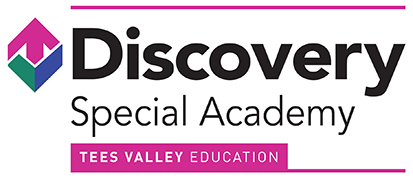 Discovery
Special Academy
TEES VALLEY EDUCATION